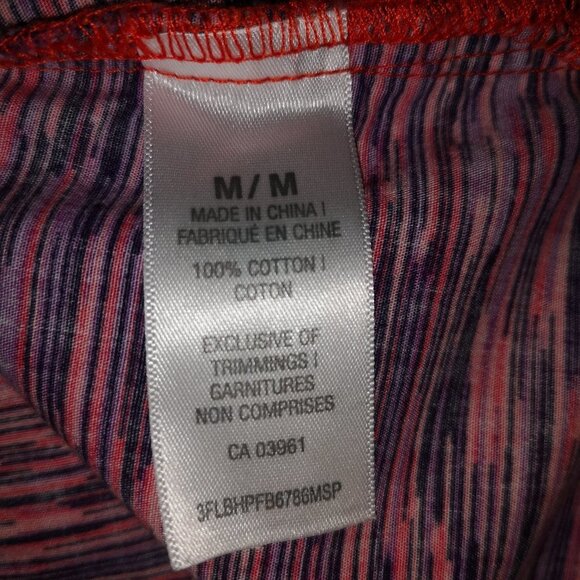 M / M
MADE IN CHINA |
FABRIQUÉ EN CHINE
100% COTTON |
COTON
EXCLUSIVE OF
TRIMMINGS |
GARNITURES
NON COMPRISES
CA 03961
3FLBHPFB6786MSP